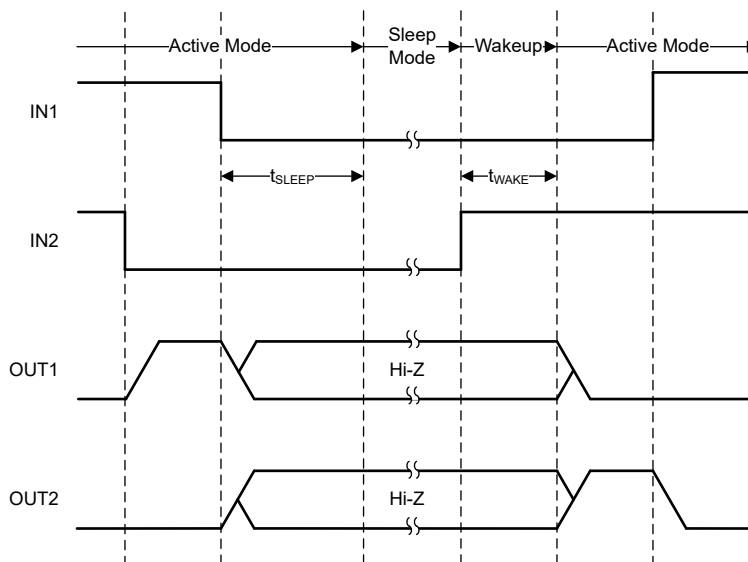 Active Mode
Sleep
Mode
Wakeup
Active Mode
IN1
tSLEEP
tWAKE
IN2
OUT1
Hi-Z
OUT2
Hi-Z